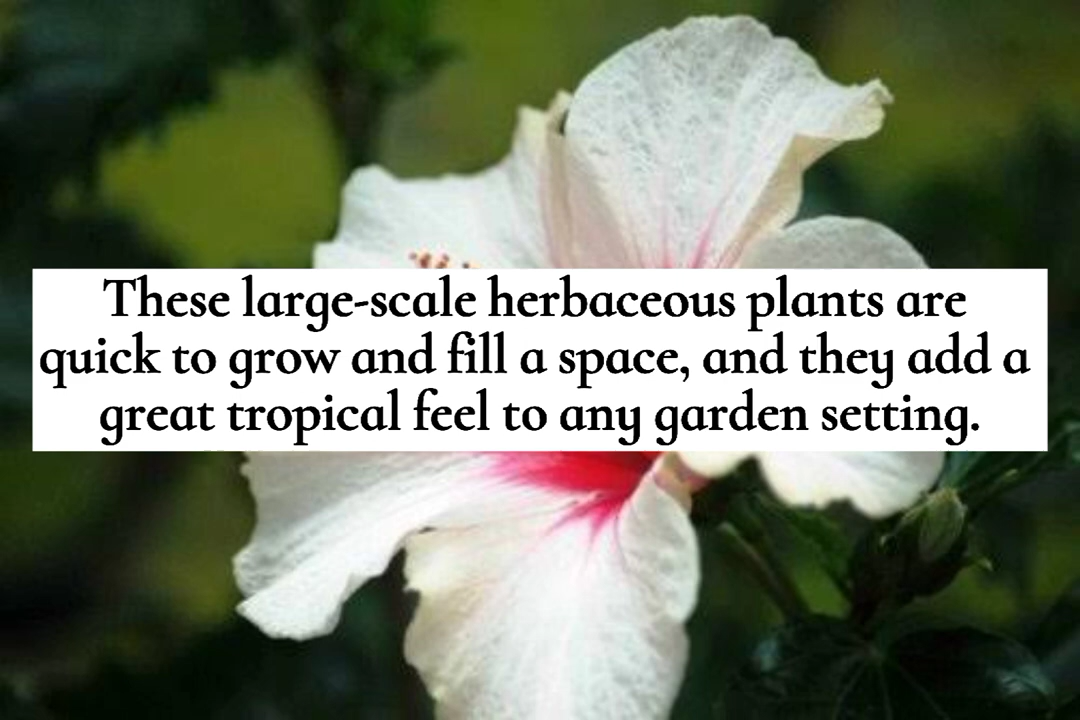 These large-scale herbaceous plants are
quick to grow and fill a space, and they add a
great tropical feel to any garden setting.